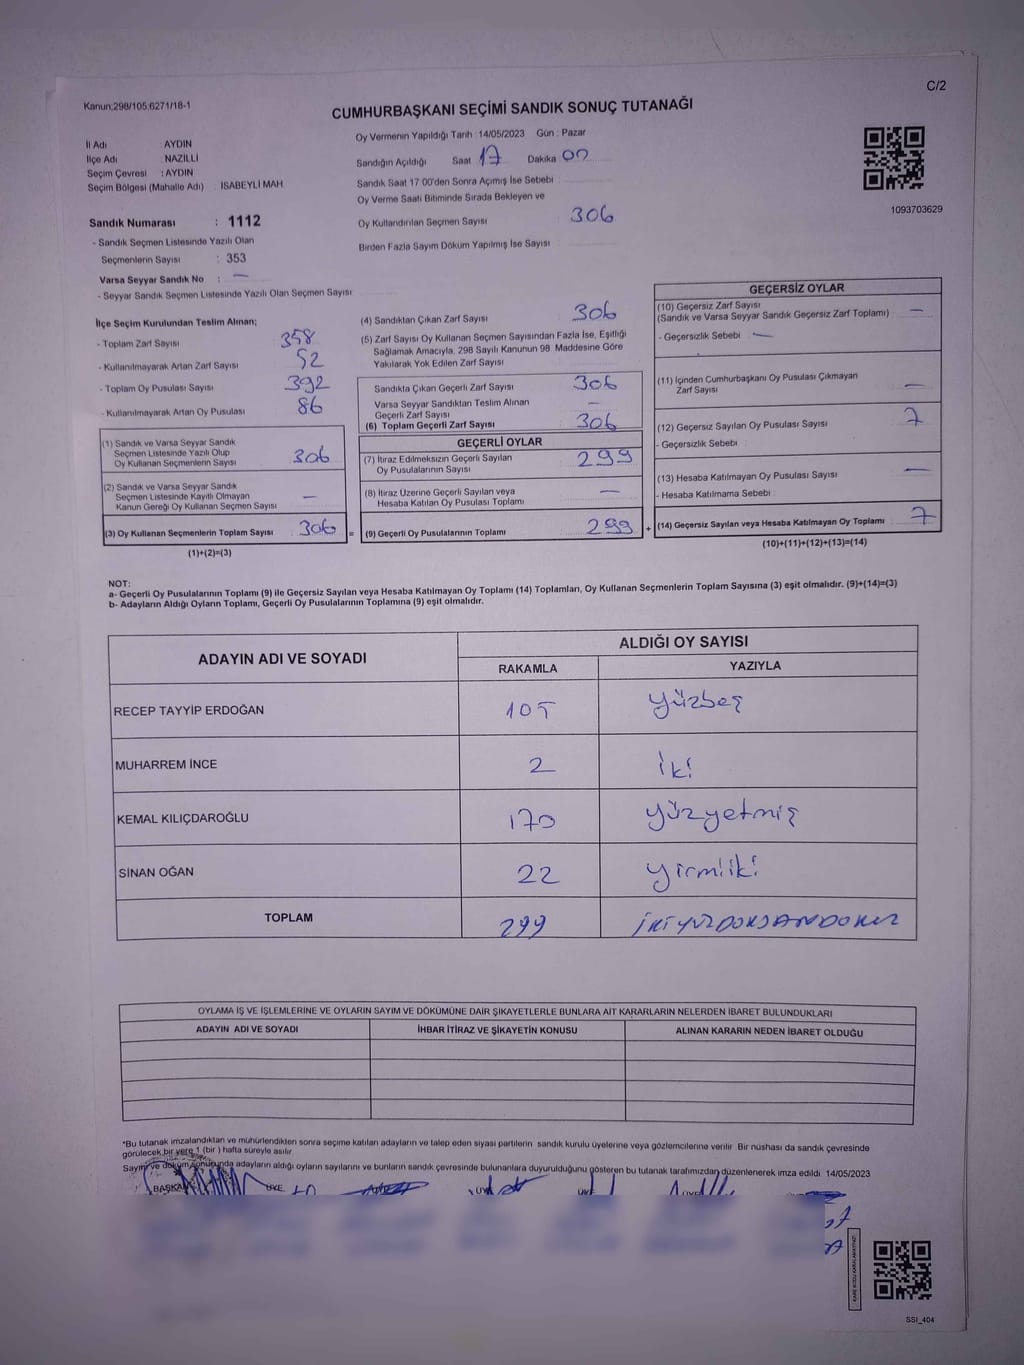 C/2
Kanun;298/105,6271/18-1
CUMHURBAŞKANI SEÇİMİ SANDIK SONUÇ TUTANAĞI
İl Adı AYDIN
İlçe Adı NAZİLLİ
Seçim Çevresi : AYDIN
Seçim Bölgesi (Mahalle Adı) : ISABEYLİ MAH
Sandık Numarası : 1112
- Sandık Seçmen Listesinde Yazılı Olan
Seçmenlerin Sayısı : 353
Varsa Seyyar Sandık No : —
- Seyyar Sandık Seçmen Listesinde Yazılı Olan Seçmen Sayısı
Oy Vermenin Yapıldığı Tarih : 14/05/2023 Gün : Pazar
Sandığın Açıldığı Saat 17 Dakika 00
Sandık Saat 17 00'den Sonra Açımış İse Sebebi
Oy Verme Saati Bitiminde Sırada Bekleyen ve
Oy Kullandırılan Seçmen Sayısı 306
Birden Fazla Sayım Döküm Yapılmış İse Sayısı
1093703629
İlçe Seçim Kurulundan Teslim Alınan;
- Toplam Zarf Sayısı 358
- Kullanılmayarak Artan Zarf Sayısı 52
- Toplam Oy Pusulası Sayısı 392
- Kullanılmayarak Artan Oy Pusulası 86
(1) Sandık ve Varsa Seyyar Sandık
Seçmen Listesinde Yazılı Olup
Oy Kullanan Seçmenlerin Sayısı 306
(2) Sandık ve Varsa Seyyar Sandık
Seçmen Listesinde Kayıtlı Olmayan
Kanun Gereği Oy Kullanan Seçmen Sayısı —
(3) Oy Kullanan Seçmenlerin Toplam Sayısı 306 =
(1)+(2)=(3)
(4) Sandıktan Çıkan Zarf Sayısı 306
(5) Zarf Sayısı Oy Kullanan Seçmen Sayısından Fazla İse, Eşitliği
Sağlamak Amacıyla, 298 Sayılı Kanunun 98. Maddesine Göre
Yakılarak Yok Edilen Zarf Sayısı
Sandıkta Çıkan Geçerli Zarf Sayısı 306
Varsa Seyyar Sandıktan Teslim Alınan
Geçerli Zarf Sayısı —
(6) Toplam Geçerli Zarf Sayısı 306
GEÇERLİ OYLAR
(7) İtiraz Edilmeksizin Geçerli Sayılan
Oy Pusulalarının Sayısı 299
(8) İtiraz Üzerine Geçerli Sayılan veya
Hesaba Katılan Oy Pusulası Toplamı —
(9) Geçerli Oy Pusulalarının Toplamı 299 +
GEÇERSİZ OYLAR
(10) Geçersiz Zarf Sayısı
(Sandık ve Varsa Seyyar Sandık Geçersiz Zarf Toplamı) —
- Geçersizlik Sebebi —
(11) İçinden Cumhurbaşkanı Oy Pusulası Çıkmayan
Zarf Sayısı —
(12) Geçersiz Sayılan Oy Pusulası Sayısı 7
- Geçersizlik Sebebi
(13) Hesaba Katılmayan Oy Pusulası Sayısı —
- Hesaba Katılmama Sebebi
(14) Geçersiz Sayılan veya Hesaba Katılmayan Oy Toplamı 7
(10)+(11)+(12)+(13)=(14)
NOT:
a- Geçerli Oy Pusulalarının Toplamı (9) ile Geçersiz Sayılan veya Hesaba Katılmayan Oy Toplamı (14) Toplamları, Oy Kullanan Seçmenlerin Toplam Sayısına (3) eşit olmalıdır. (9)+(14)=(3)
b- Adayların Aldığı Oyların Toplamı, Geçerli Oy Pusulalarının Toplamına (9) eşit olmalıdır.
ADAYIN ADI VE SOYADI ALDIĞI OY SAYISI
RAKAMLA YAZIYLA
RECEP TAYYİP ERDOĞAN 105 yüzbeş
MUHARREM İNCE 2 iki
KEMAL KILIÇDAROĞLU 170 yüzyetmiş
SİNAN OĞAN 22 yirmiiki
TOPLAM 299 İKİYÜZDOKSANDOKUZ
OYLAMA İŞ VE İŞLEMLERİNE VE OYLARIN SAYIM VE DÖKÜMÜNE DAİR ŞİKAYETLERLE BUNLARA AİT KARARLARIN NELERDEN İBARET BULUNDUKLARI
ADAYIN ADI VE SOYADI İHBAR İTİRAZ VE ŞİKAYETİN KONUSU ALINAN KARARIN NEDEN İBARET OLDUĞU
*Bu tutanak imzalandıktan ve mühürlendikten sonra seçime katılan adayların ve talep eden siyasi partilerin sandık kurulu üyelerine veya gözlemcilerine verilir. Bir nüshası da sandık çevresinde
görülecek bir yere 1 (bir) hafta süreyle asılır
Sayım ve döküm sonunda adayların aldığı oyların sayılarını ve bunların sandık çevresinde bulunanlara duyurulduğunu gösteren bu tutanak tarafımızdan düzenlenerek imza edildi. 14/05/2023
BAŞKAN ÜYE
SSI_404